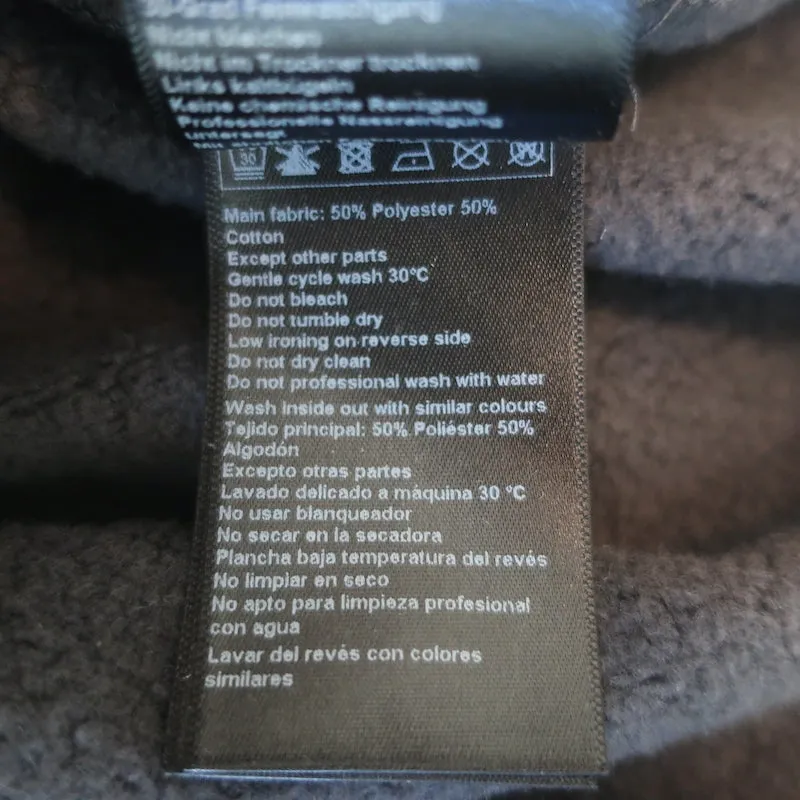 Nicht bleichen
Nicht im Trockner trocknen
Links kaltbügeln
Keine chemische Reinigung
Professionelle Nassreinigung
untersagt
30
Main fabric: 50% Polyester 50%
Cotton
Except other parts
Gentle cycle wash 30°C
Do not bleach
Do not tumble dry
Low ironing on reverse side
Do not dry clean
Do not professional wash with water
Wash inside out with similar colours
Tejido principal: 50% Poliéster 50%
Algodón
Excepto otras partes
Lavado delicado a máquina 30 °C
No usar blanqueador
No secar en la secadora
Plancha baja temperatura del revés
No limpiar en seco
No apto para limpieza profesional
con agua
Lavar del revés con colores
similares